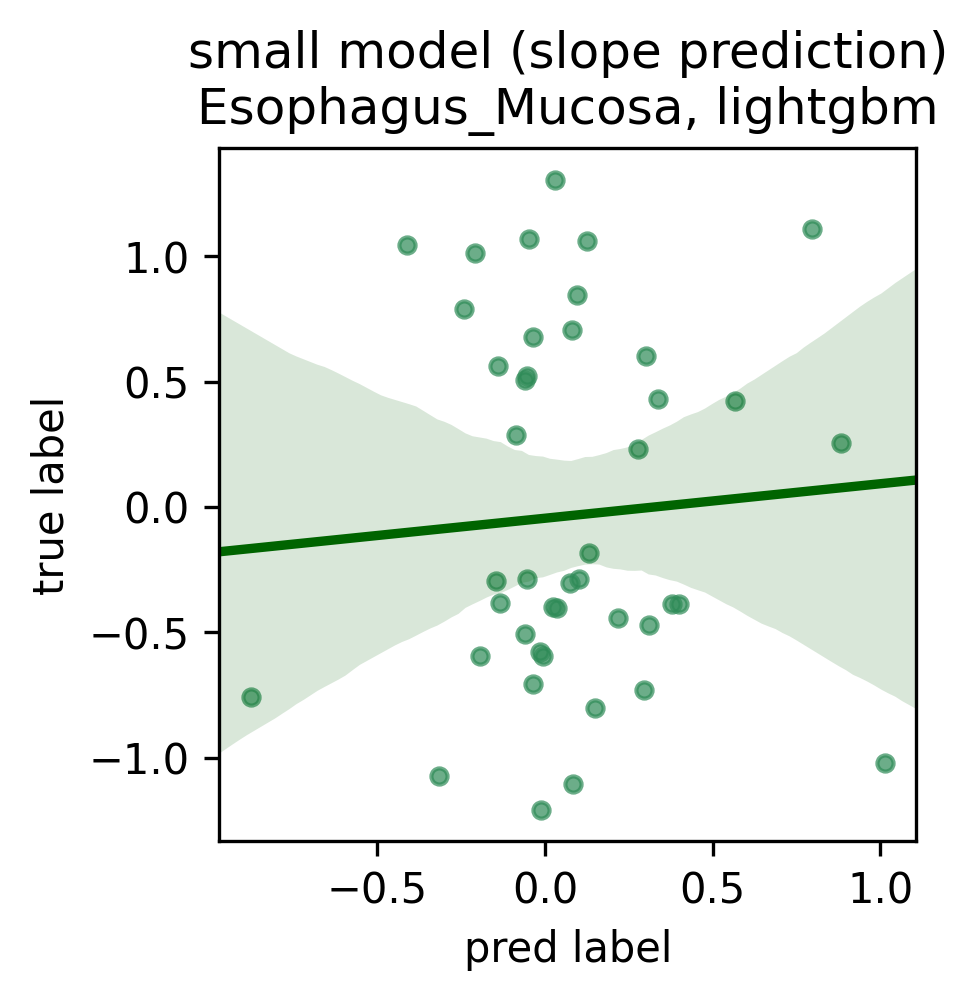 small model (slope prediction)
Esophagus_Mucosa, lightgbm
1.0
0.5
0.0
−0.5
−1.0
true label
−0.5
0.0
0.5
1.0
pred label